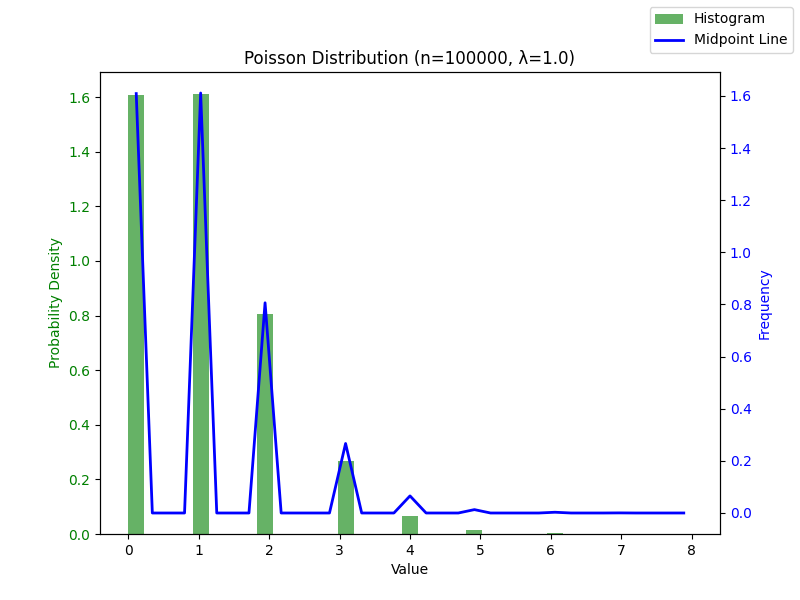 Histogram
Midpoint Line
Poisson Distribution (n=100000, λ=1.0)
Probability Density
1.6
1.4
1.2
1.0
0.8
0.6
0.4
0.2
0.0
1.6
1.4
1.2
1.0
0.8
0.6
0.4
0.2
0.0
Frequency
0 1 2 3 4 5 6 7 8
Value